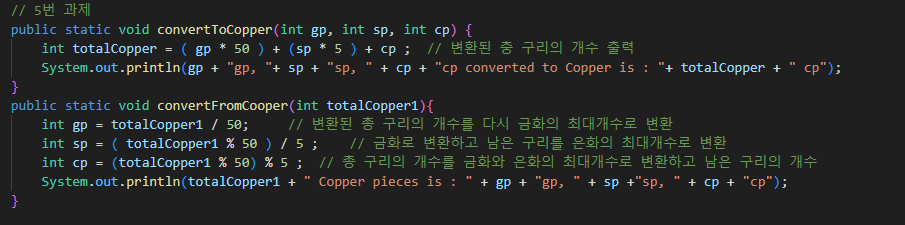 // 5번 과제
public static void convertToCopper(int gp, int sp, int cp) {
int totalCopper = ( gp * 50 ) + (sp * 5 ) + cp ;  // 변환된 총 구리의 개수 출력
System.out.println(gp + "gp, "+ sp + "sp, " + cp + "cp converted to Copper is : "+ totalCopper + " cp");
}
public static void convertFromCooper(int totalCopper1){
int gp = totalCopper1 / 50;     // 변환된 총 구리의 개수를 다시 금화의 최대개수로 변환
int sp = ( totalCopper1 % 50 ) / 5 ;    // 금화로 변환하고 남은 구리를 은화의 최대개수로 변환
int cp = (totalCopper1 % 50) % 5 ;  // 총 구리의 개수를 금화와 은화의 최대개수로 변환하고 남은 구리의 개수
System.out.println(totalCopper1 + " Copper pieces is : " + gp + "gp, " + sp +"sp, " + cp + "cp");
}